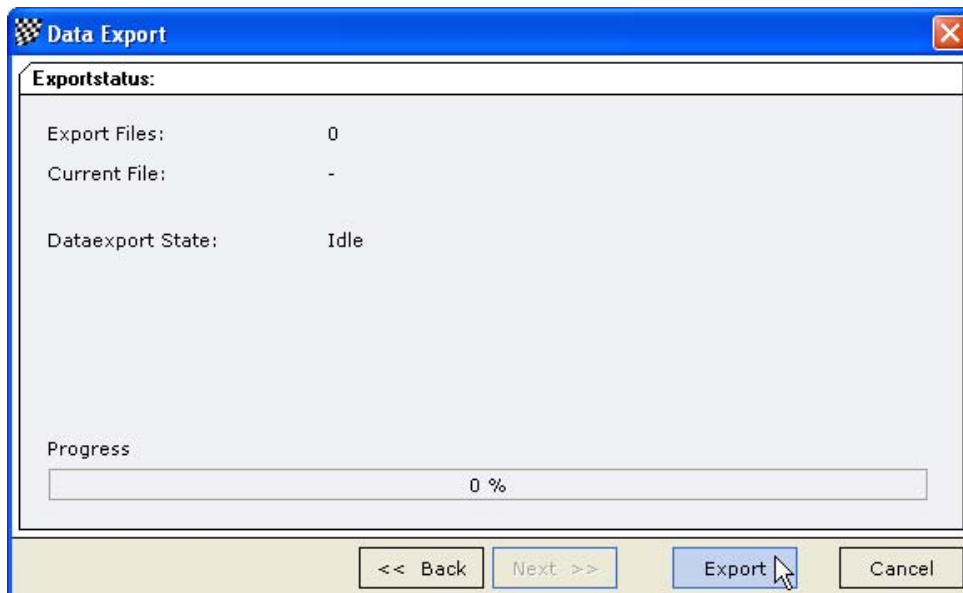 Data Export
Exportstatus:
Export Files: 0
Current File: -
Dataexport State: Idle
Progress
0 %
<< Back Next >> Export Cancel